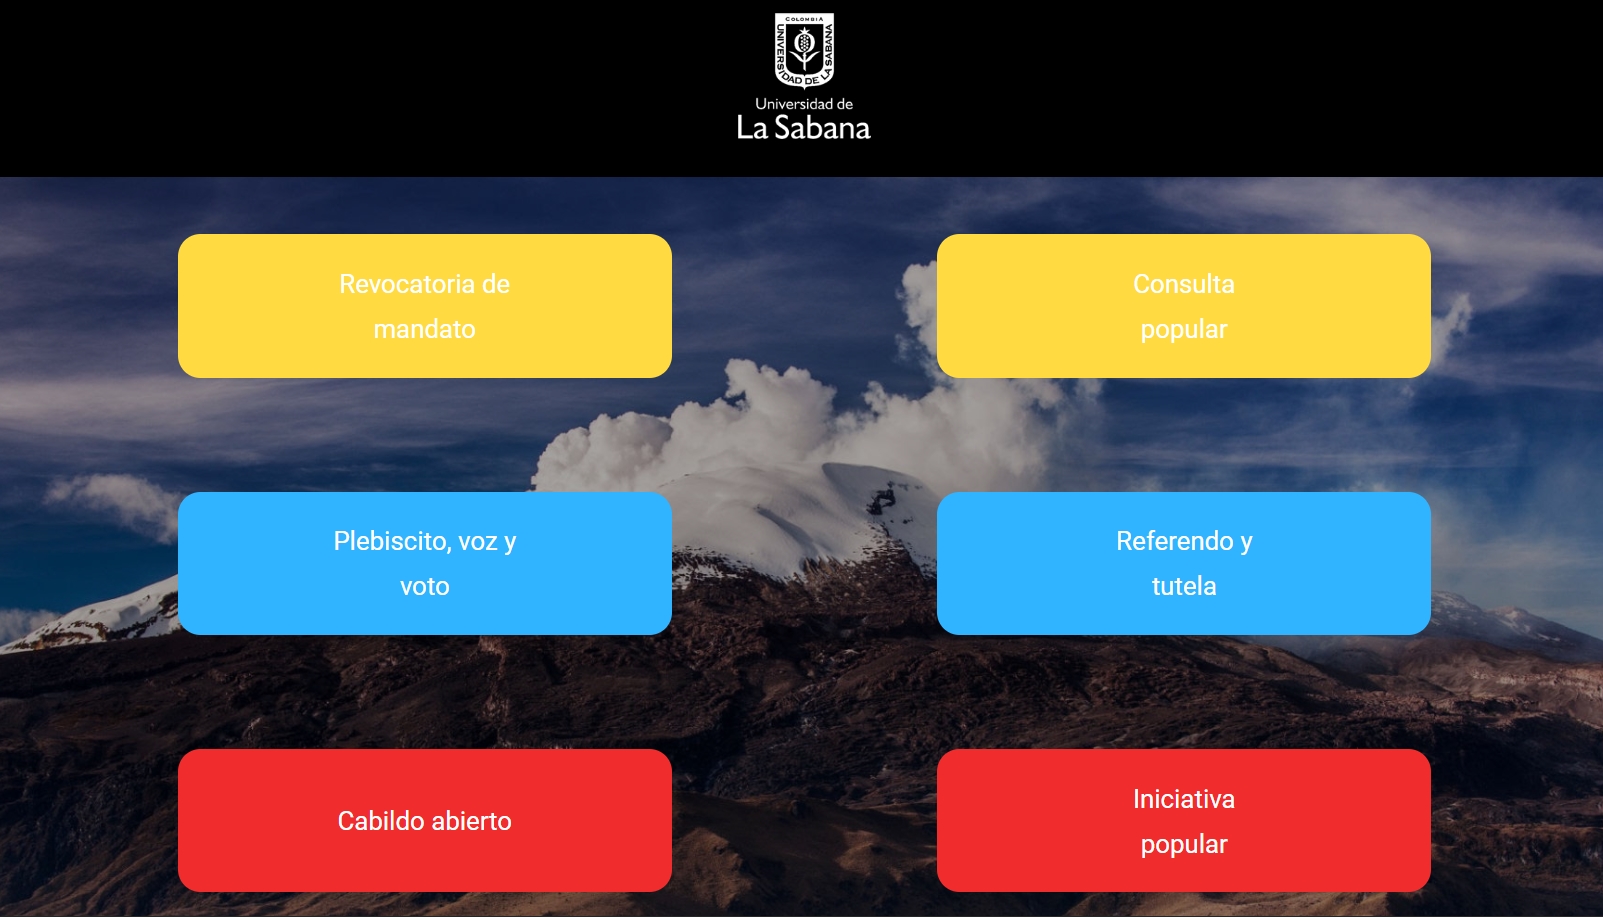 COLOMBIA
UNIVERSIDAD DE LA SABANA
Universidad de
La Sabana
Revocatoria de
mandato
Consulta
popular
Plebiscito, voz y
voto
Referendo y
tutela
Cabildo abierto
Iniciativa
popular